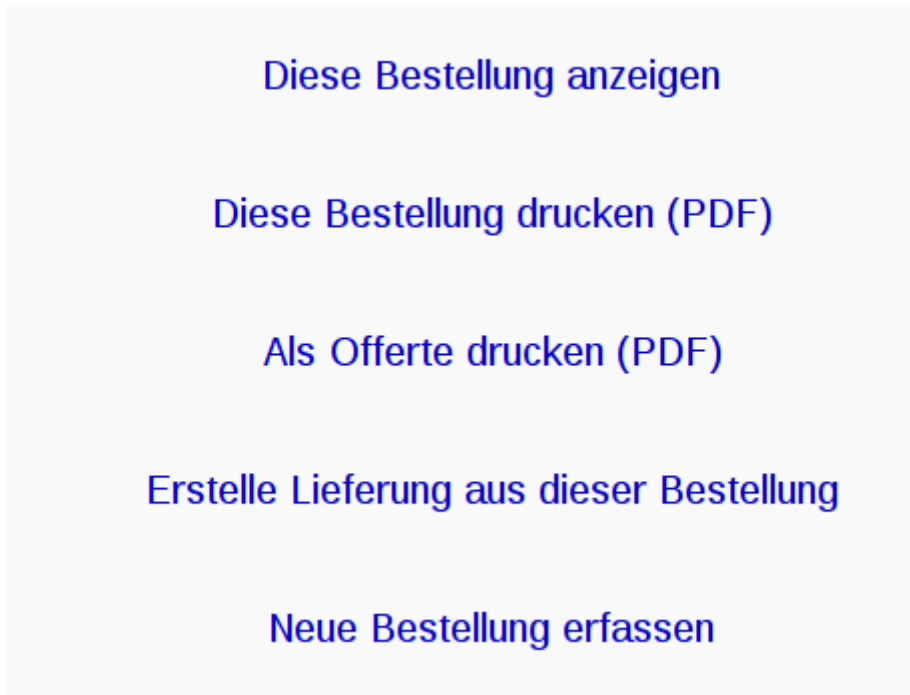 Diese Bestellung anzeigen
Diese Bestellung drucken (PDF)
Als Offerte drucken (PDF)
Erstelle Lieferung aus dieser Bestellung
Neue Bestellung erfassen